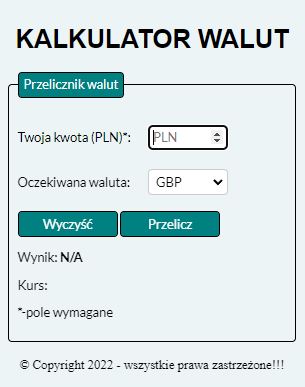 KALKULATOR WALUT
Przelicznik walut
Twoja kwota (PLN)*: PLN
Oczekiwana waluta: GBP
Wyczyść Przelicz
Wynik: N/A
Kurs:
*-pole wymagane
© Copyright 2022 - wszystkie prawa zastrzeżone!!!